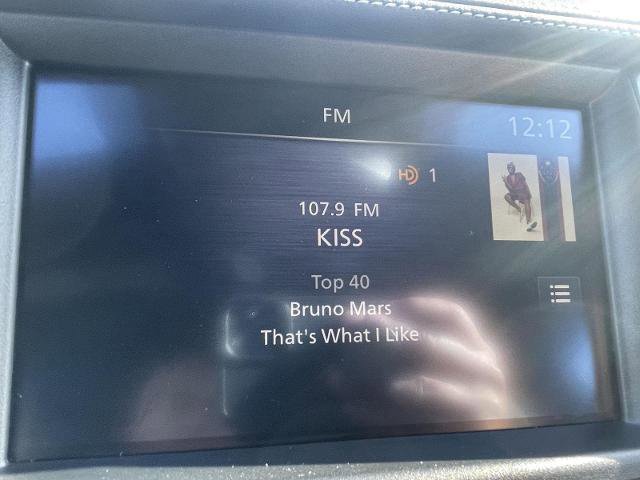 FM
12:12
HD 1
107.9 FM
KISS
Top 40
Bruno Mars
That's What I Like